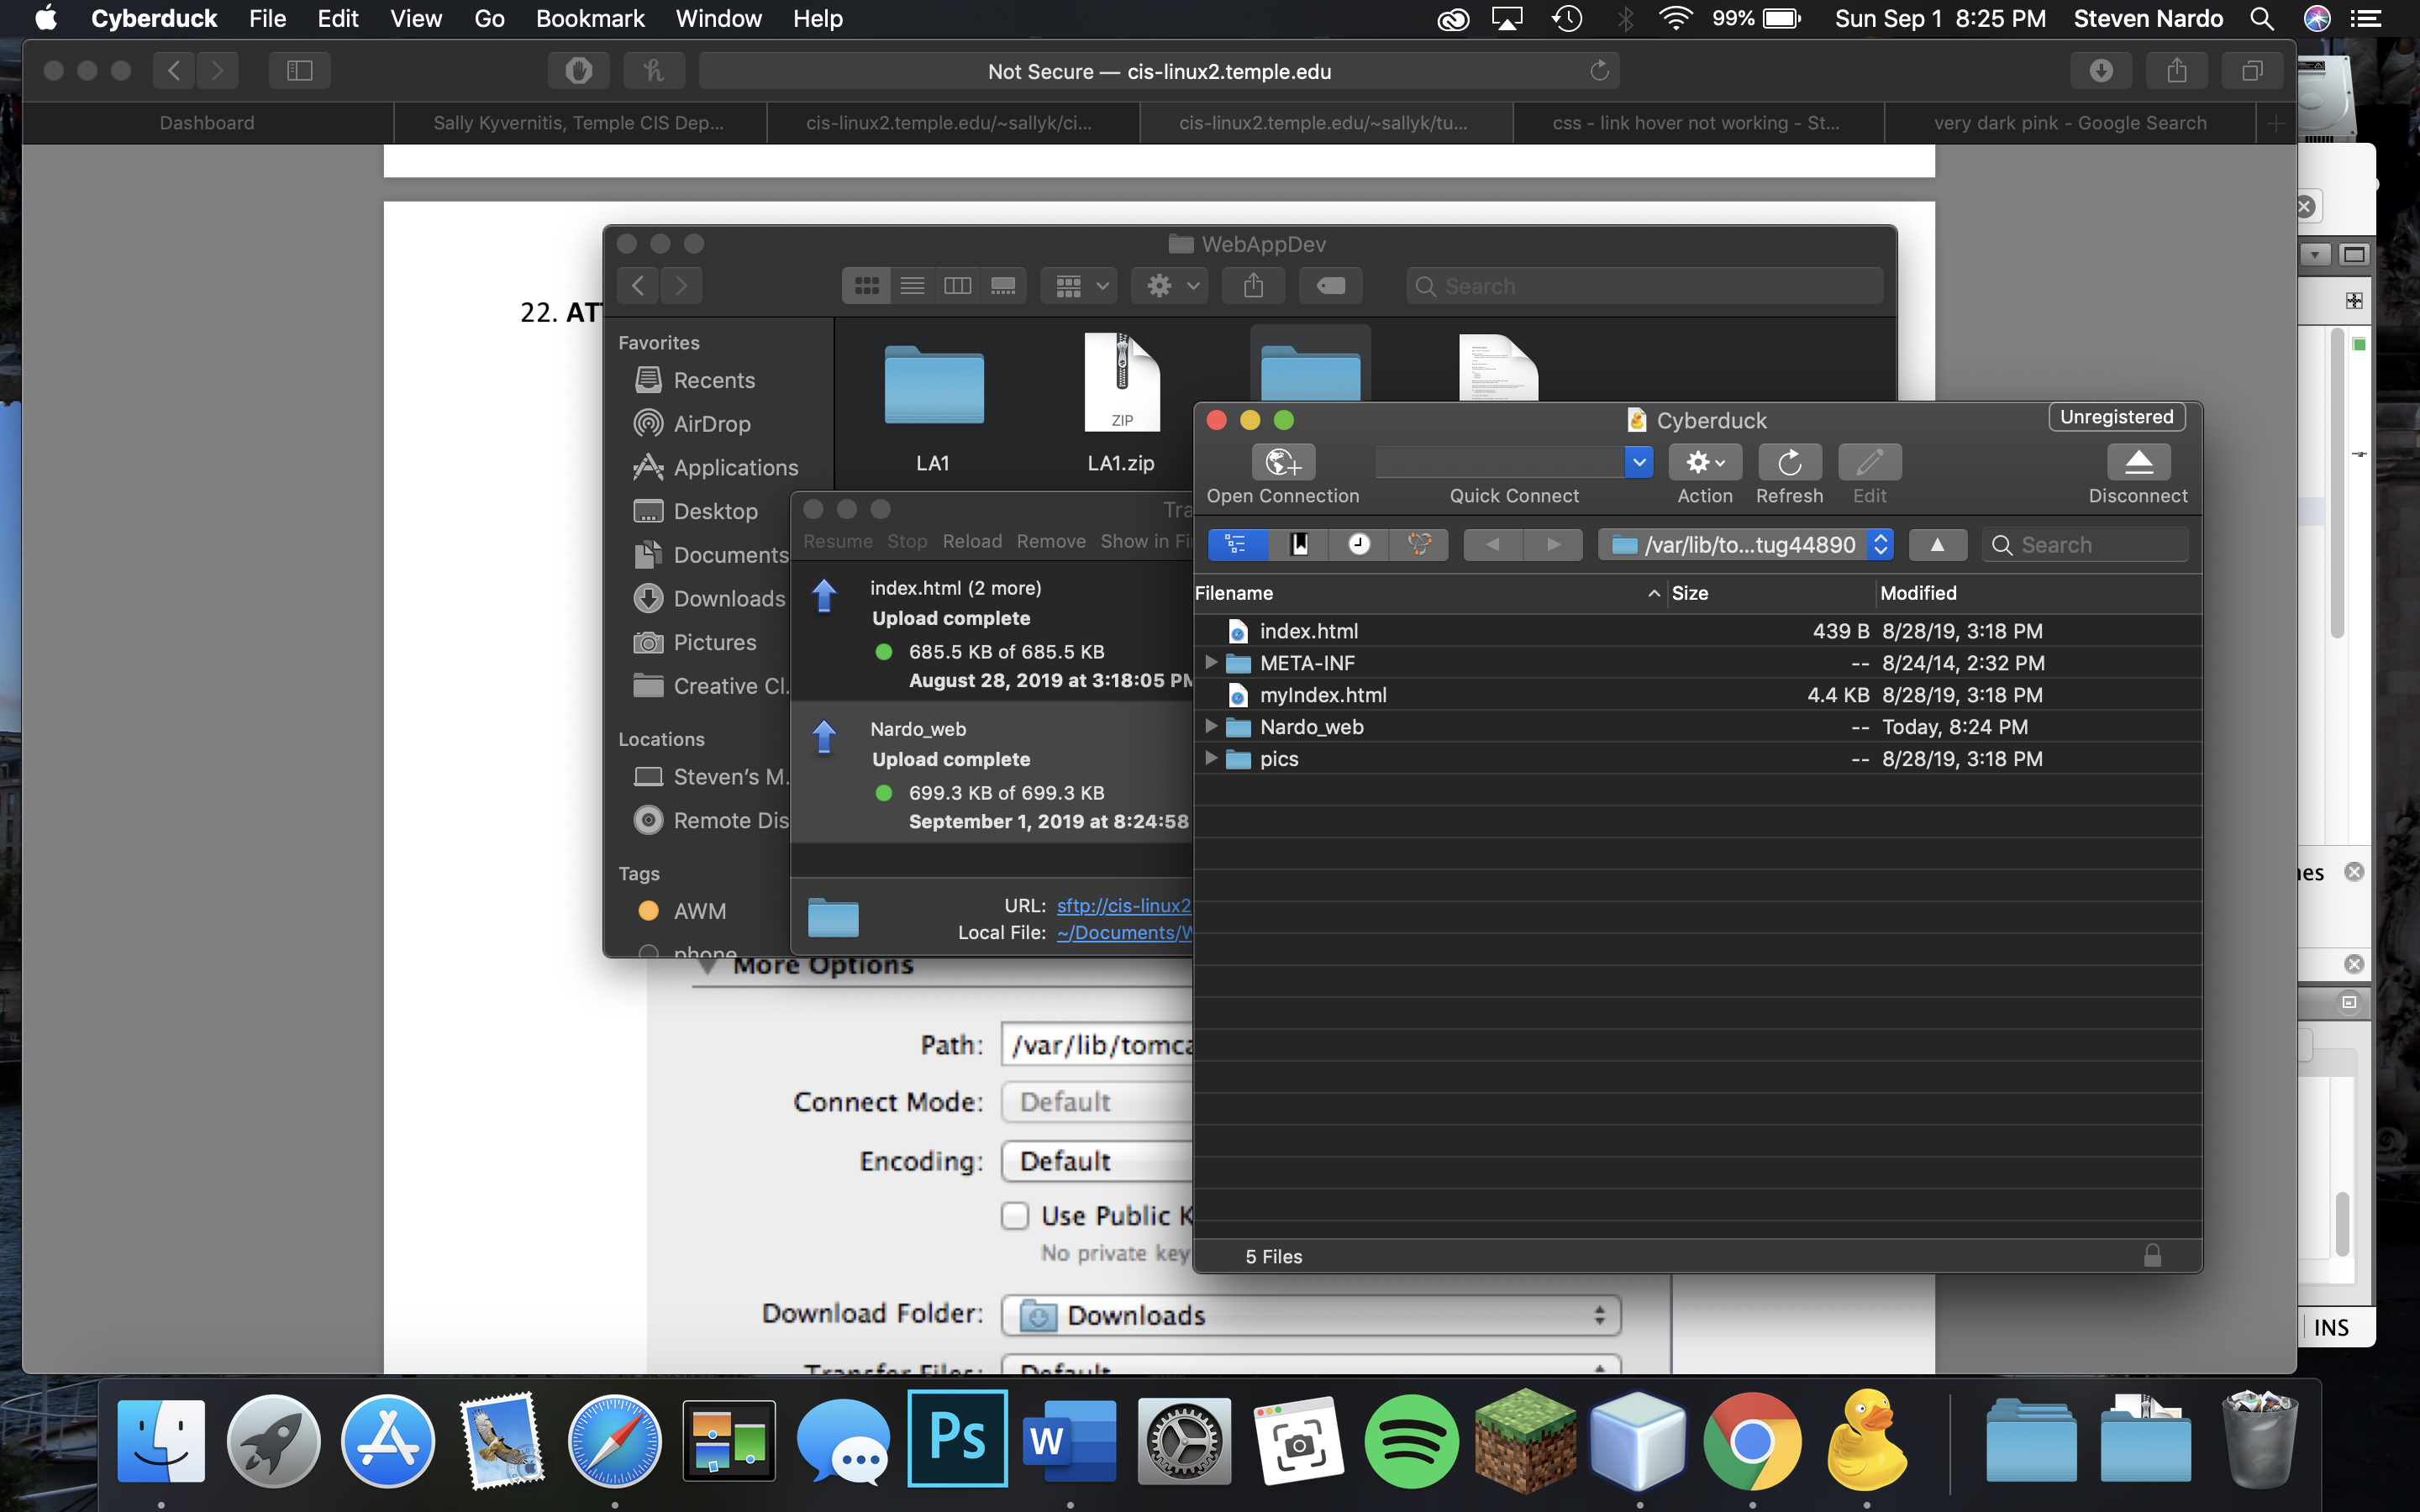 Cyberduck File Edit View Go Bookmark Window Help 99% Sun Sep 1 8:25 PM Steven Nardo
Not Secure — cis-linux2.temple.edu
Dashboard
Sally Kyvernitis, Temple CIS Dep...
cis-linux2.temple.edu/~sallyk/ci...
cis-linux2.temple.edu/~sallyk/tu...
css - link hover not working - St...
very dark pink - Google Search
22. AT
WebAppDev
Search
Favorites
Recents
AirDrop
Applications
Desktop
Documents
Downloads
Pictures
Creative Cl.
Locations
Steven's M.
Remote Dis
Tags
AWM
phone
ZIP
LA1
LA1.zip
Tra
Resume Stop Reload Remove Show in Fi
index.html (2 more)
Upload complete
685.5 KB of 685.5 KB
August 28, 2019 at 3:18:05 PM
Nardo_web
Upload complete
699.3 KB of 699.3 KB
September 1, 2019 at 8:24:58
URL: sftp://cis-linux2
Local File: ~/Documents/W
Cyberduck
Unregistered
Open Connection
Quick Connect
Action
Refresh
Edit
Disconnect
/var/lib/to...tug44890
Search
Filename Size Modified
index.html 439 B 8/28/19, 3:18 PM
META-INF -- 8/24/14, 2:32 PM
myIndex.html 4.4 KB 8/28/19, 3:18 PM
Nardo_web -- Today, 8:24 PM
pics -- 8/28/19, 3:18 PM
5 Files
More Options
Path: /var/lib/tomca
Connect Mode: Default
Encoding: Default
Use Public K
No private key
Download Folder: Downloads
Transfer Files: Default
nes
INS
Ps
W